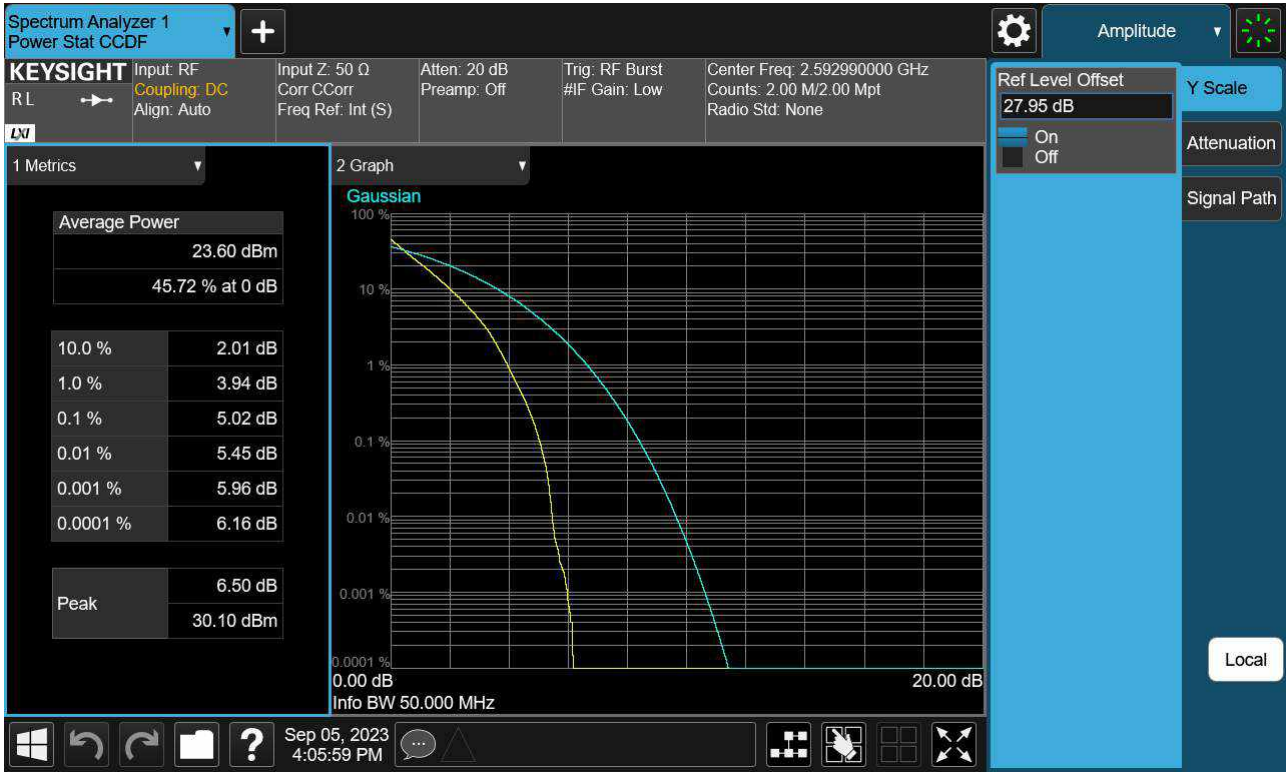 Spectrum Analyzer 1
Power Stat CCDF
Amplitude
KEYSIGHT
R L
LXI
Input: RF
Coupling: DC
Align: Auto
Input Z: 50 Ω
Corr CCorr
Freq Ref: Int (S)
Atten: 20 dB
Preamp: Off
Trig: RF Burst
#IF Gain: Low
Center Freq: 2.592990000 GHz
Counts: 2.00 M/2.00 Mpt
Radio Std: None
Ref Level Offset
27.95 dB
On
Off
Y Scale
Attenuation
Signal Path
Local
1 Metrics
Average Power
23.60 dBm
45.72 % at 0 dB
10.0 % 2.01 dB
1.0 % 3.94 dB
0.1 % 5.02 dB
0.01 % 5.45 dB
0.001 % 5.96 dB
0.0001 % 6.16 dB
Peak
6.50 dB
30.10 dBm
2 Graph
Gaussian
100 %
10 %
1 %
0.1 %
0.01 %
0.001 %
0.0001 %
0.00 dB 20.00 dB
Info BW 50.000 MHz
?
Sep 05, 2023
4:05:59 PM